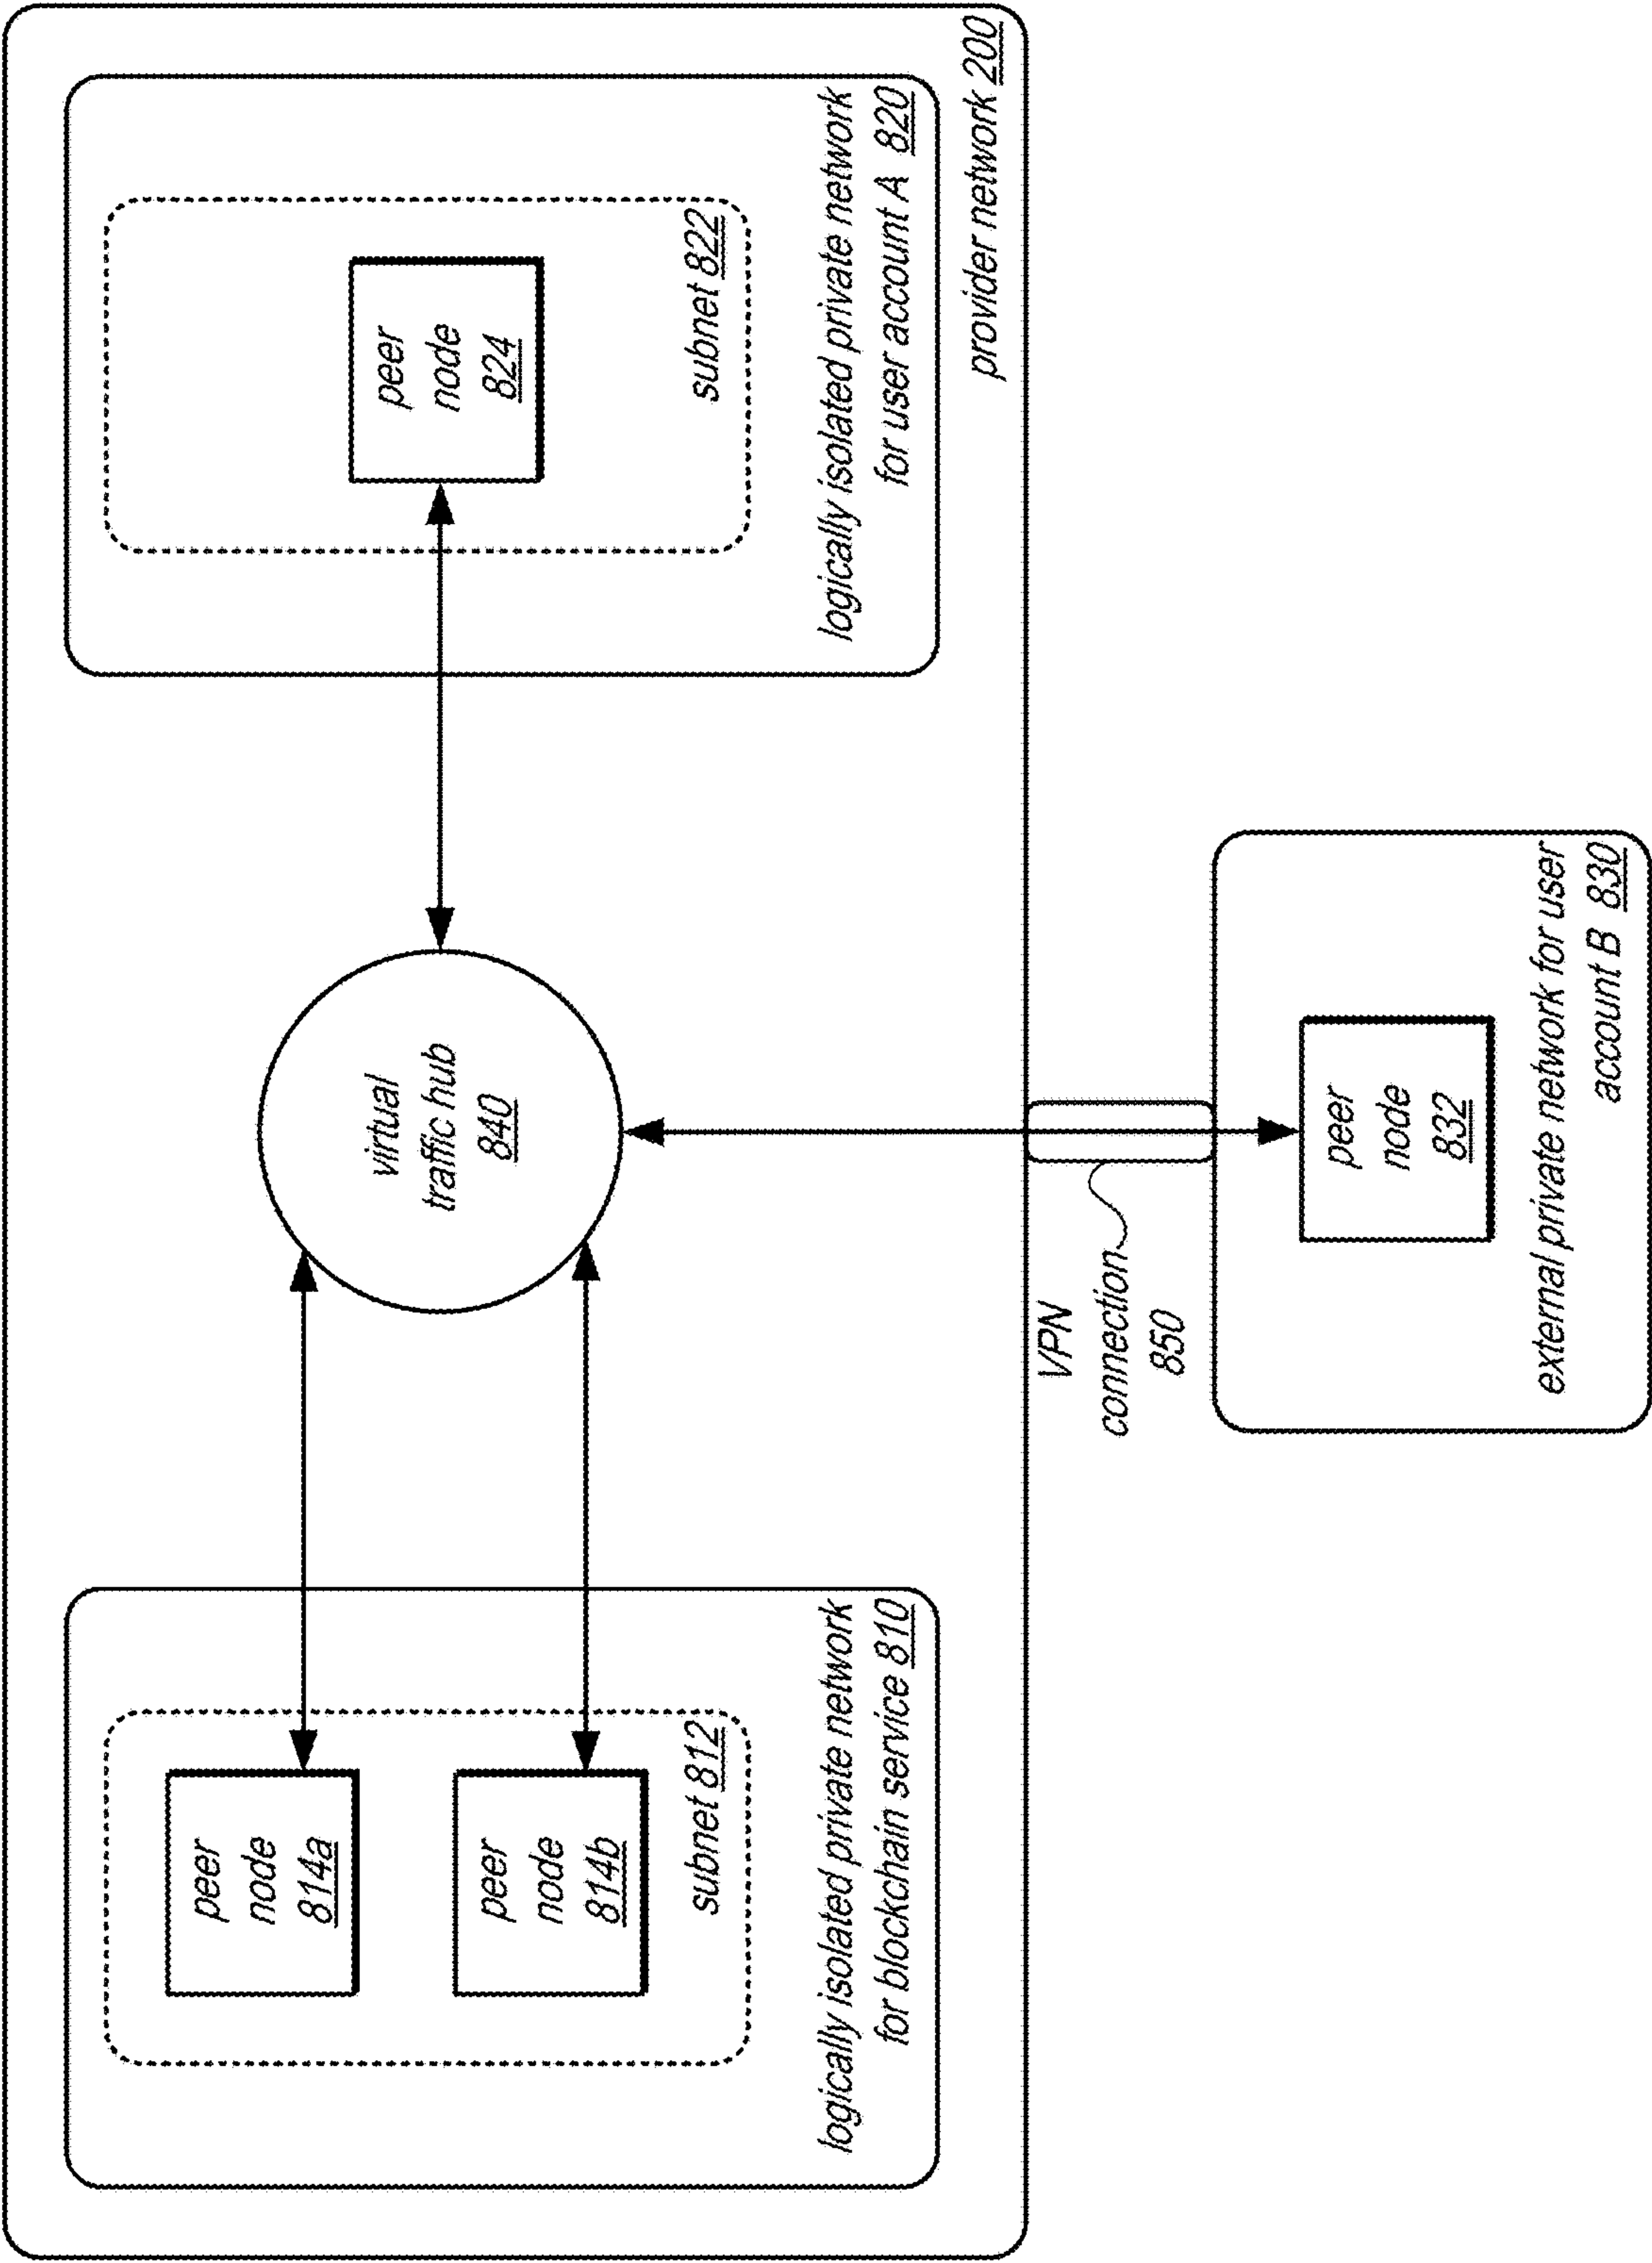 peer
node
814a
peer
node
814b
subnet 812
logically isolated private network
for blockchain service 810
virtual
traffic hub
840
peer
node
824
subnet 822
logically isolated private network
for user account A 820
provider network 200
VPN
connection
850
peer
node
832
external private network for user
account B 830